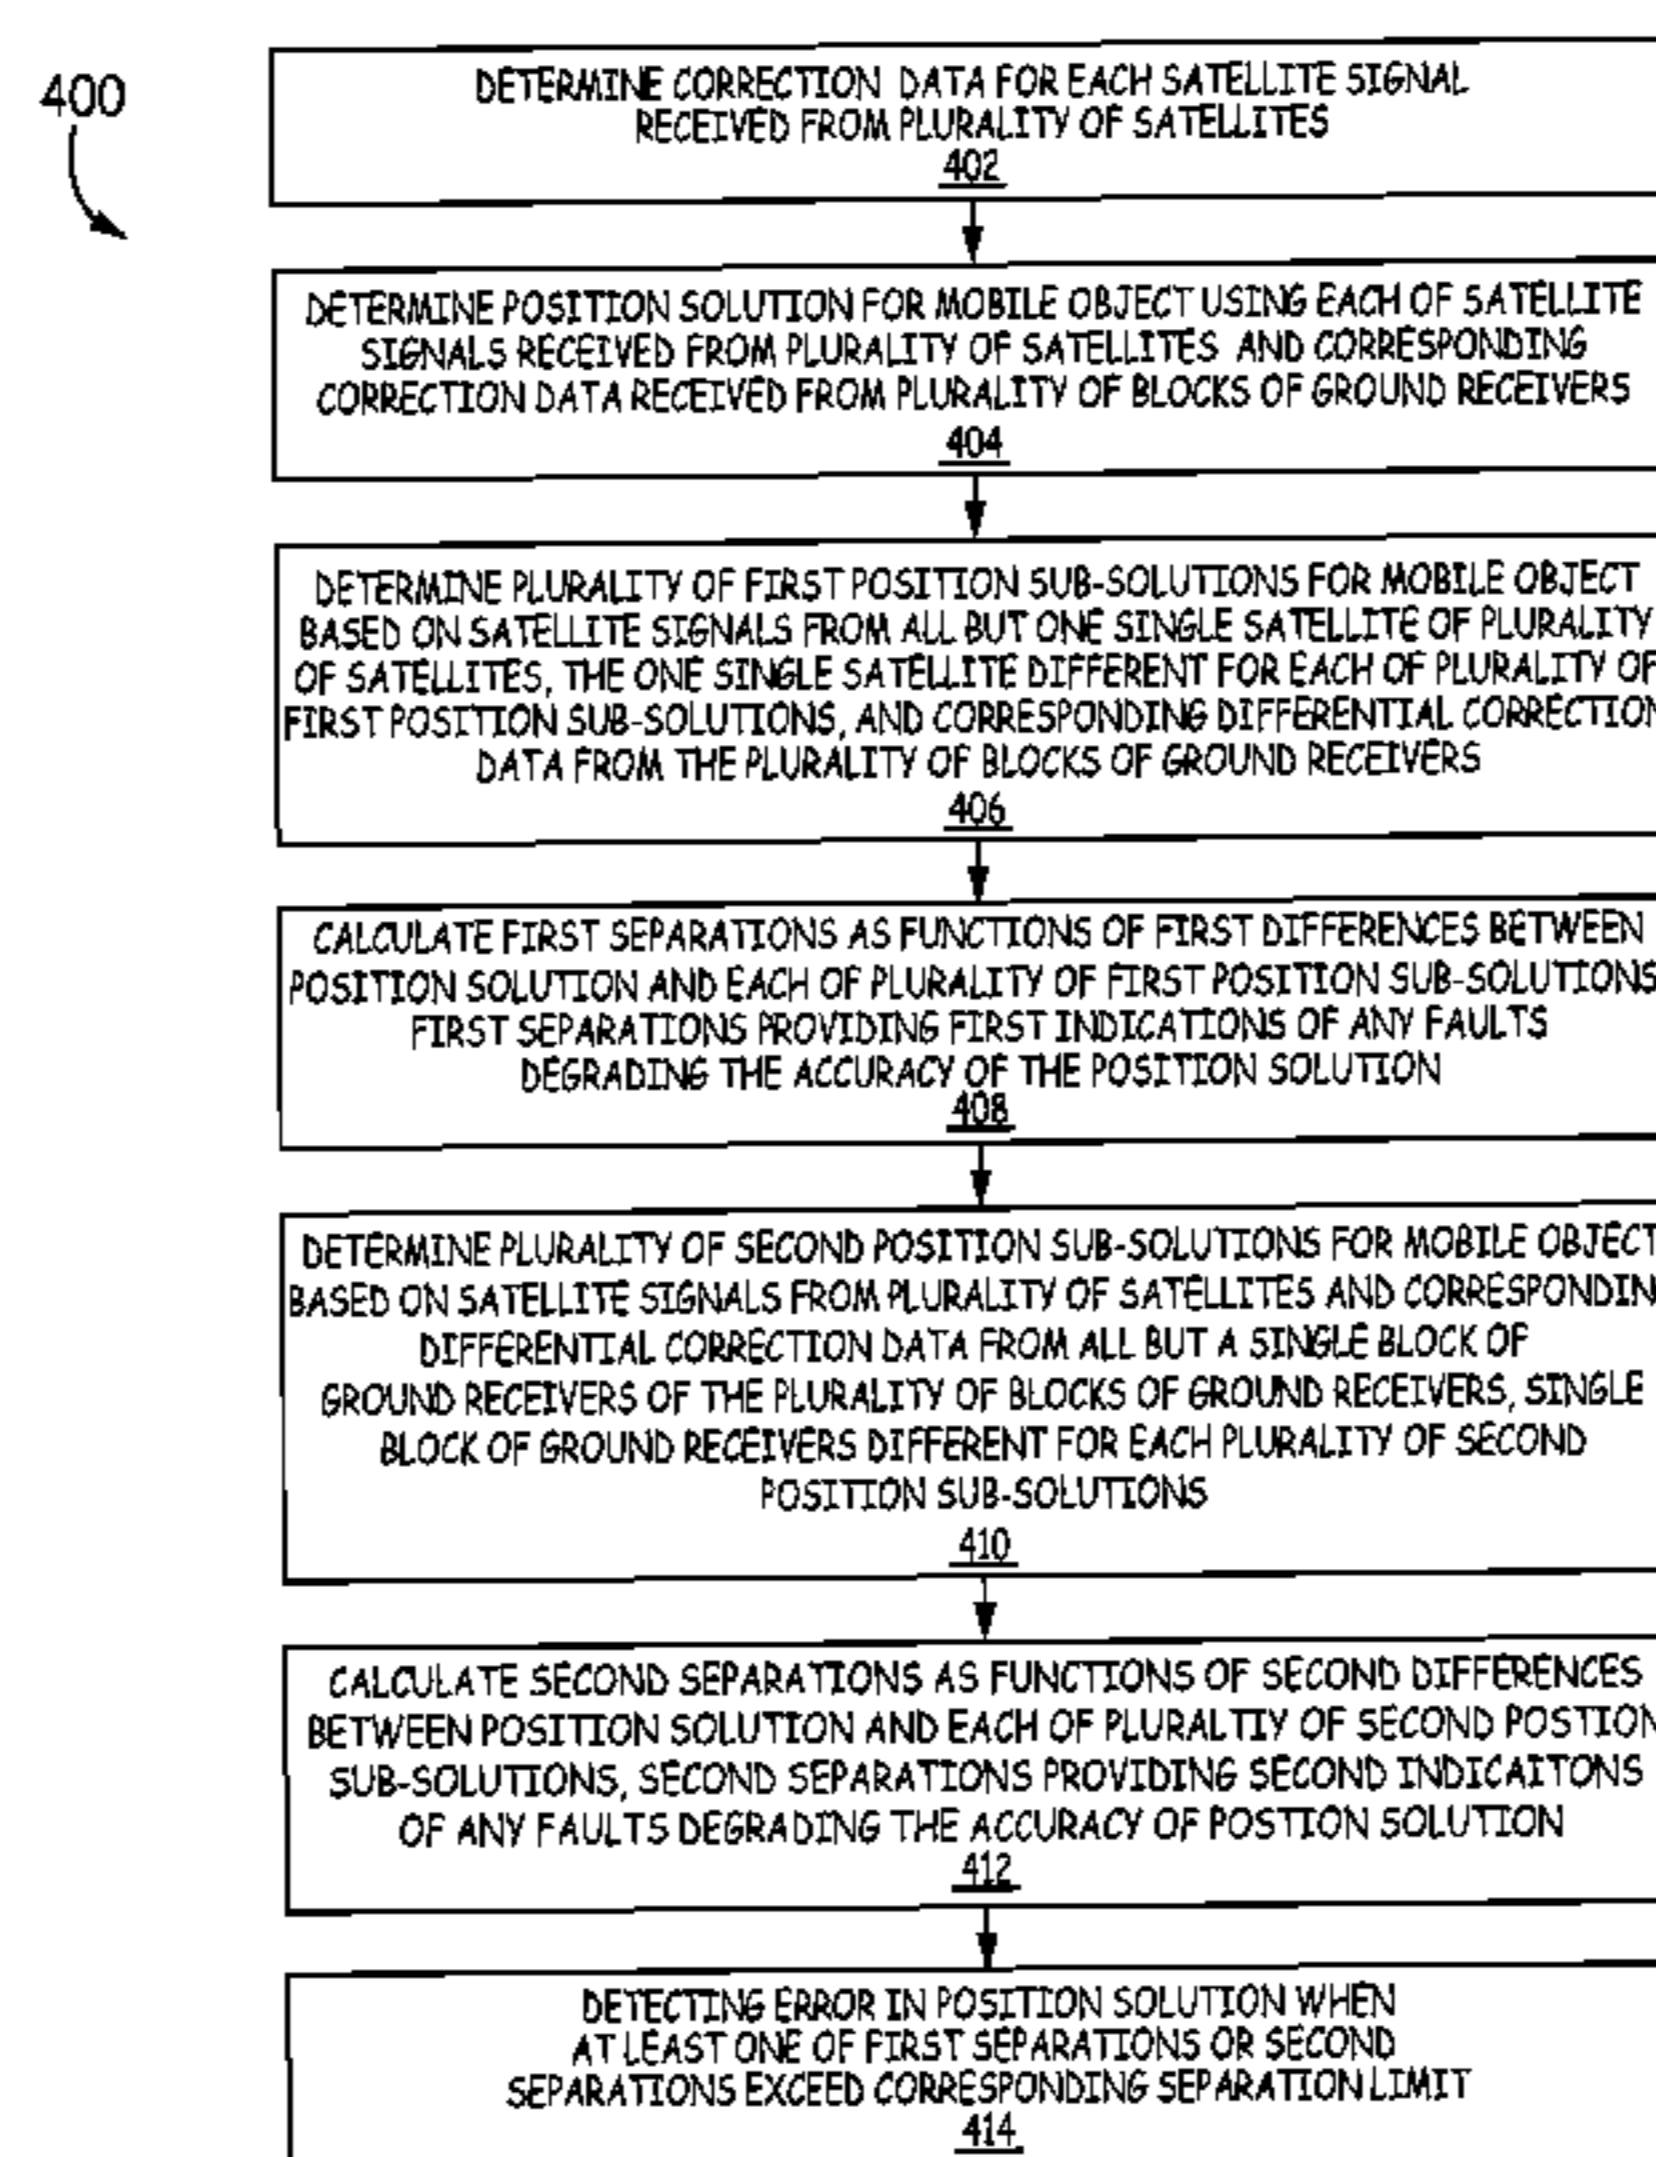 400
DETERMINE CORRECTION DATA FOR EACH SATELLITE SIGNAL
RECEIVED FROM PLURALITY OF SATELLITES
402
DETERMINE POSITION SOLUTION FOR MOBILE OBJECT USING EACH OF SATELLITE
SIGNALS RECEIVED FROM PLURALITY OF SATELLITES AND CORRESPONDING
CORRECTION DATA RECEIVED FROM PLURALITY OF BLOCKS OF GROUND RECEIVERS
404
DETERMINE PLURALITY OF FIRST POSITION SUB-SOLUTIONS FOR MOBILE OBJECT
BASED ON SATELLITE SIGNALS FROM ALL BUT ONE SINGLE SATELLITE OF PLURALITY
OF SATELLITES, THE ONE SINGLE SATELLITE DIFFERENT FOR EACH OF PLURALITY OF
FIRST POSITION SUB-SOLUTIONS, AND CORRESPONDING DIFFERENTIAL CORRECTION
DATA FROM THE PLURALITY OF BLOCKS OF GROUND RECEIVERS
406
CALCULATE FIRST SEPARATIONS AS FUNCTIONS OF FIRST DIFFERENCES BETWEEN
POSITION SOLUTION AND EACH OF PLURALITY OF FIRST POSITION SUB-SOLUTIONS
FIRST SEPARATIONS PROVIDING FIRST INDICATIONS OF ANY FAULTS
DEGRADING THE ACCURACY OF THE POSITION SOLUTION
408
DETERMINE PLURALITY OF SECOND POSITION SUB-SOLUTIONS FOR MOBILE OBJECT
BASED ON SATELLITE SIGNALS FROM PLURALITY OF SATELLITES AND CORRESPONDIN
DIFFERENTIAL CORRECTION DATA FROM ALL BUT A SINGLE BLOCK OF
GROUND RECEIVERS OF THE PLURALITY OF BLOCKS OF GROUND RECEIVERS, SINGLE
BLOCK OF GROUND RECEIVERS DIFFERENT FOR EACH PLURALITY OF SECOND
POSITION SUB-SOLUTIONS
410
CALCULATE SECOND SEPARATIONS AS FUNCTIONS OF SECOND DIFFERENCES
BETWEEN POSITION SOLUTION AND EACH OF PLURALTIY OF SECOND POSTION
SUB-SOLUTIONS, SECOND SEPARATIONS PROVIDING SECOND INDICAITONS
OF ANY FAULTS DEGRADING THE ACCURACY OF POSTION SOLUTION
412
DETECTING ERROR IN POSITION SOLUTION WHEN
AT LEAST ONE OF FIRST SEPARATIONS OR SECOND
SEPARATIONS EXCEED CORRESPONDING SEPARATION LIMIT
414